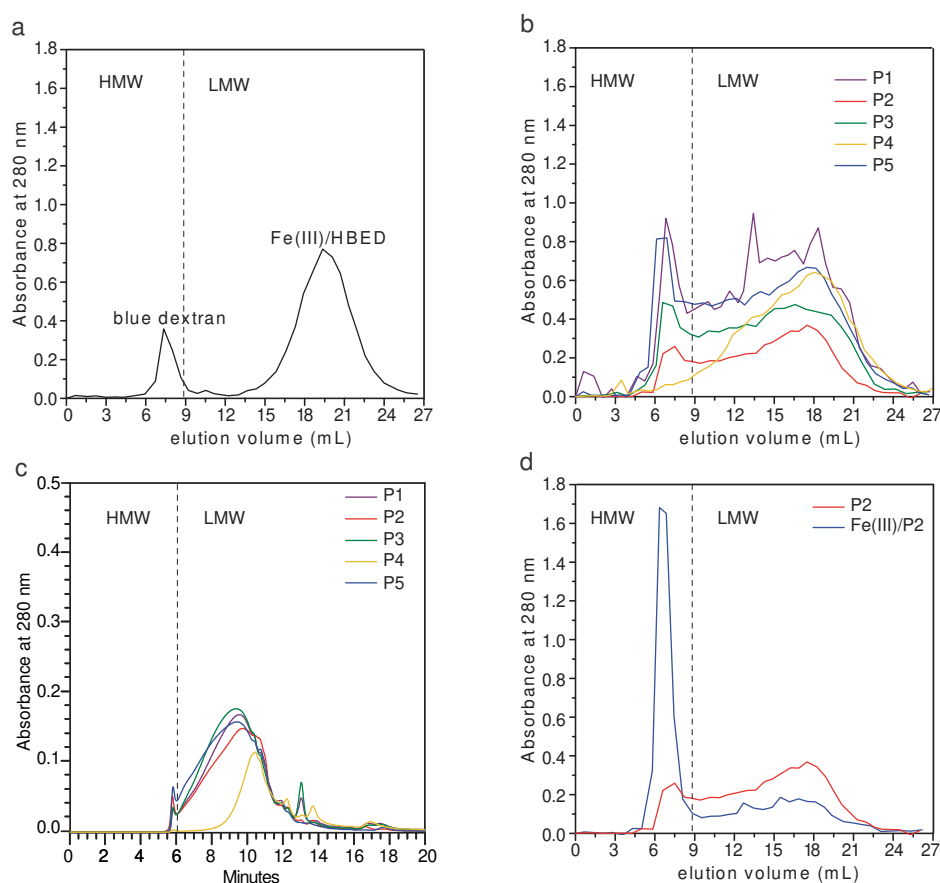 a
1.8
1.6
1.4
1.2
1.0
0.8
0.6
0.4
0.2
0.0
Absorbance at 280 nm
HMW
LMW
blue dextran
Fe(III)/HBED
0
3
6
9
12
15
18
21
24
27
elution volume (mL)
b
1.8
1.6
1.4
1.2
1.0
0.8
0.6
0.4
0.2
0.0
Absorbance at 280 nm
HMW
LMW
P1
P2
P3
P4
P5
0
3
6
9
12
15
18
21
24
27
elution volume (mL)
c
0.5
0.4
0.3
0.2
0.1
0.0
Absorbance at 280 nm
HMW
LMW
P1
P2
P3
P4
P5
0
2
4
6
8
10
12
14
16
18
20
Minutes
d
1.8
1.6
1.4
1.2
1.0
0.8
0.6
0.4
0.2
0.0
Absorbance at 280 nm
HMW
LMW
P2
Fe(III)/P2
0
3
6
9
12
15
18
21
24
27
elution volume (mL)